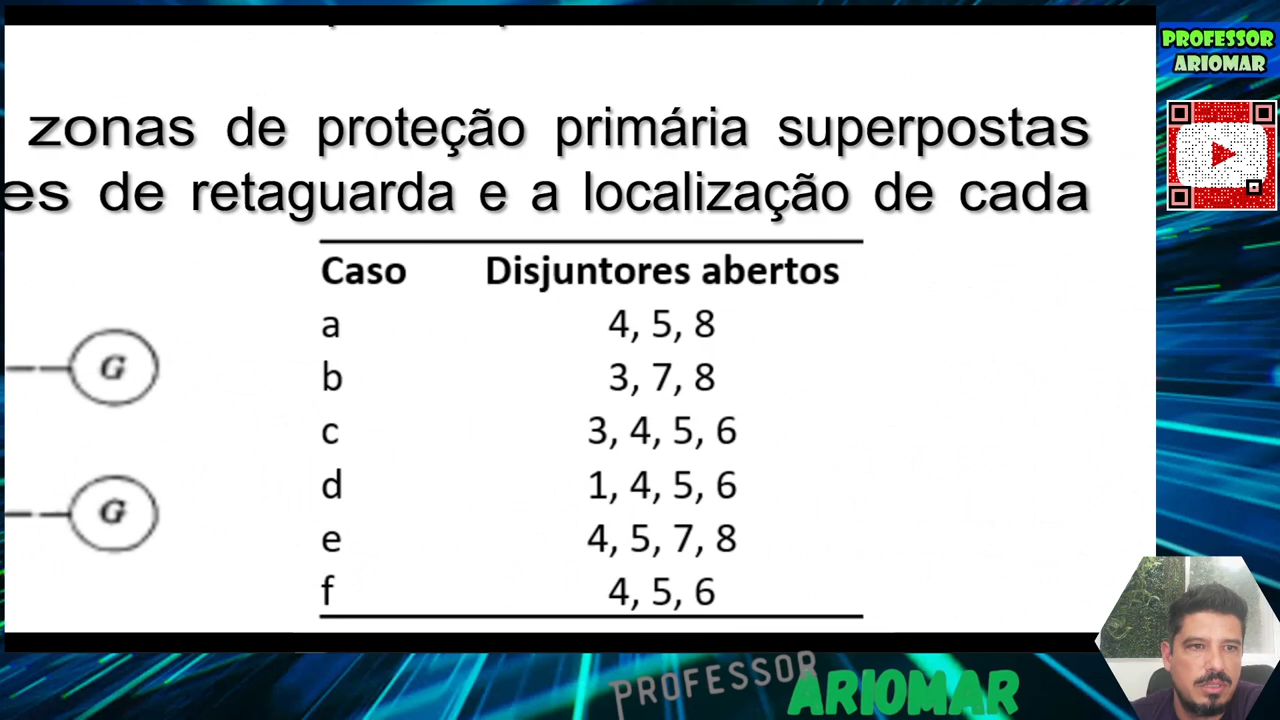 PROFESSOR
ARIOMAR
zonas de proteção primária superpostas
es de retaguarda e a localização de cada
Caso Disjuntores abertos
a 4, 5, 8
b 3, 7, 8
c 3, 4, 5, 6
d 1, 4, 5, 6
e 4, 5, 7, 8
f 4, 5, 6
G
G
PROFESSOR
ARIOMAR